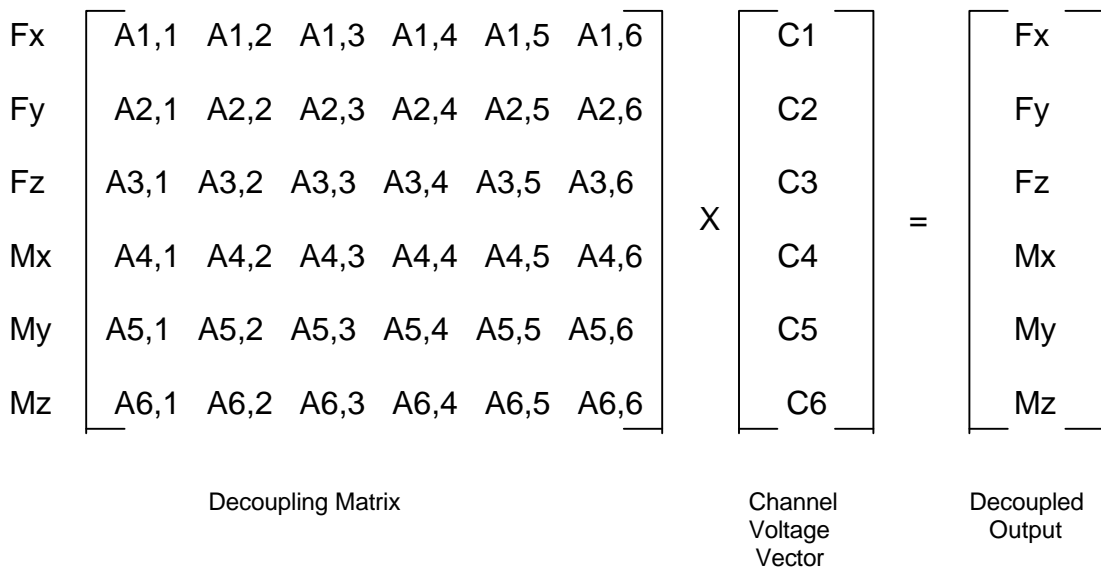 Fx A1,1 A1,2 A1,3 A1,4 A1,5 A1,6 C1 Fx
Fy A2,1 A2,2 A2,3 A2,4 A2,5 A2,6 C2 Fy
Fz A3,1 A3,2 A3,3 A3,4 A3,5 A3,6 C3 Fz
X =
Mx A4,1 A4,2 A4,3 A4,4 A4,5 A4,6 C4 Mx
My A5,1 A5,2 A5,3 A5,4 A5,5 A5,6 C5 My
Mz A6,1 A6,2 A6,3 A6,4 A6,5 A6,6 C6 Mz
Decoupling Matrix
Channel
Voltage
Vector
Decoupled
Output